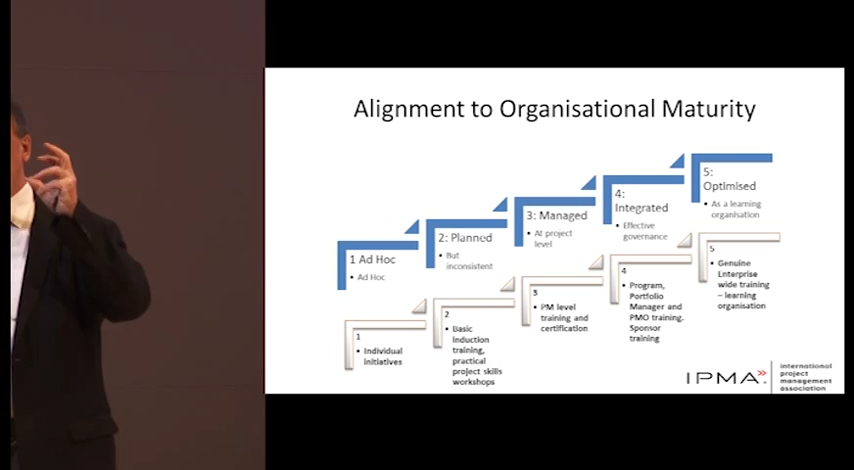 Alignment to Organisational Maturity
1 Ad Hoc
• Ad Hoc
2: Planned
• But
inconsistent
3: Managed
• At project
level
4:
Integrated
• Effective
governance
5:
Optimised
• As a learning
organisation
1
• Individual
initiatives
2
• Basic
Induction
training,
practical
project skills
workshops
3
• PM level
training and
certification
4
• Program,
Portfolio
Manager and
PMO training.
Sponsor
training
5
• Genuine
Enterprise
wide training
– learning
organisation
IPMA
international
project
management
association